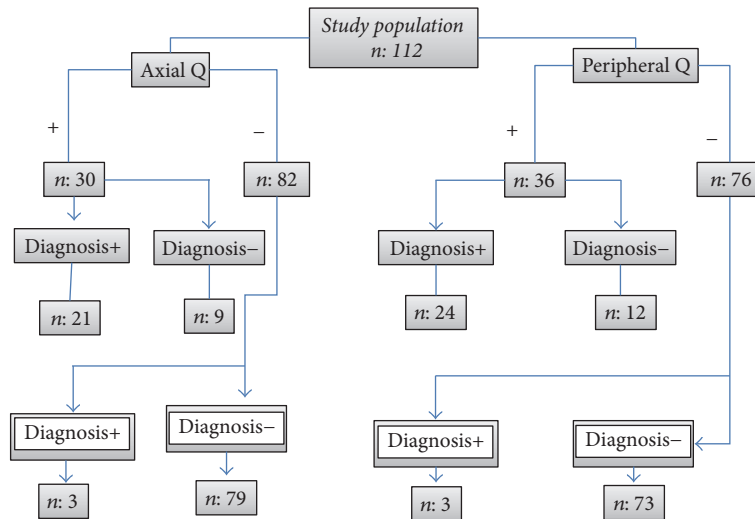 Study population
n: 112
Axial Q
Peripheral Q
+
−
+
−
n: 30
n: 82
n: 36
n: 76
Diagnosis+
Diagnosis−
Diagnosis+
Diagnosis−
n: 21
n: 9
n: 24
n: 12
Diagnosis+
Diagnosis−
Diagnosis+
Diagnosis−
n: 3
n: 79
n: 3
n: 73